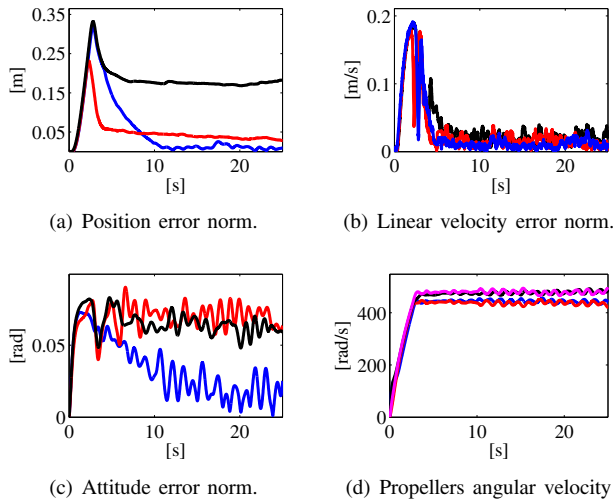 0.35
0.25
0.15
0.05
[m]
0 10 20
[s]
(a) Position error norm.
0.2
0.1
0
[m/s]
0 10 20
[s]
(b) Linear velocity error norm.
0.05
0
[rad]
0 10 20
[s]
(c) Attitude error norm.
400
200
0
[rad/s]
0 10 20
[s]
(d) Propellers angular velocity